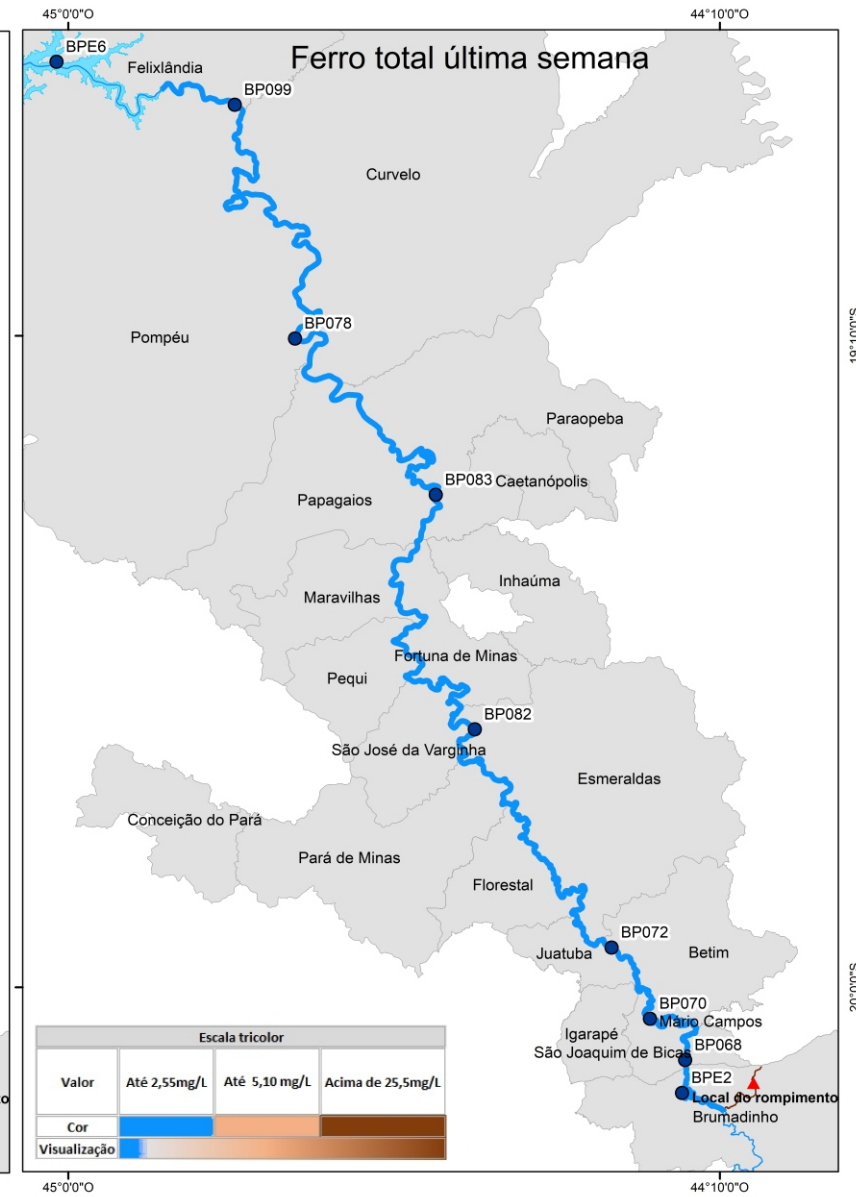 45°0'0"O
44°10'0"O
Ferro total última semana
BPE6
Felixlândia
BP099
Curvelo
BP078
Pompéu
19°10'0"S
Paraopeba
BP083
Caetanópolis
Papagaios
Inhaúma
Maravilhas
Fortuna de Minas
Pequi
BP082
São José da Varginha
Esmeraldas
Conceição do Pará
Pará de Minas
Florestal
BP072
Juatuba
Betim
20°0'0"S
BP070
Mário Campos
Igarapé
BP068
São Joaquim de Bicas
BPE2
Local do rompimento
Brumadinho
Escala tricolor
Valor
Até 2,55mg/L
Até 5,10 mg/L
Acima de 25,5mg/L
Cor
Visualização
to
45°0'0"O
44°10'0"O